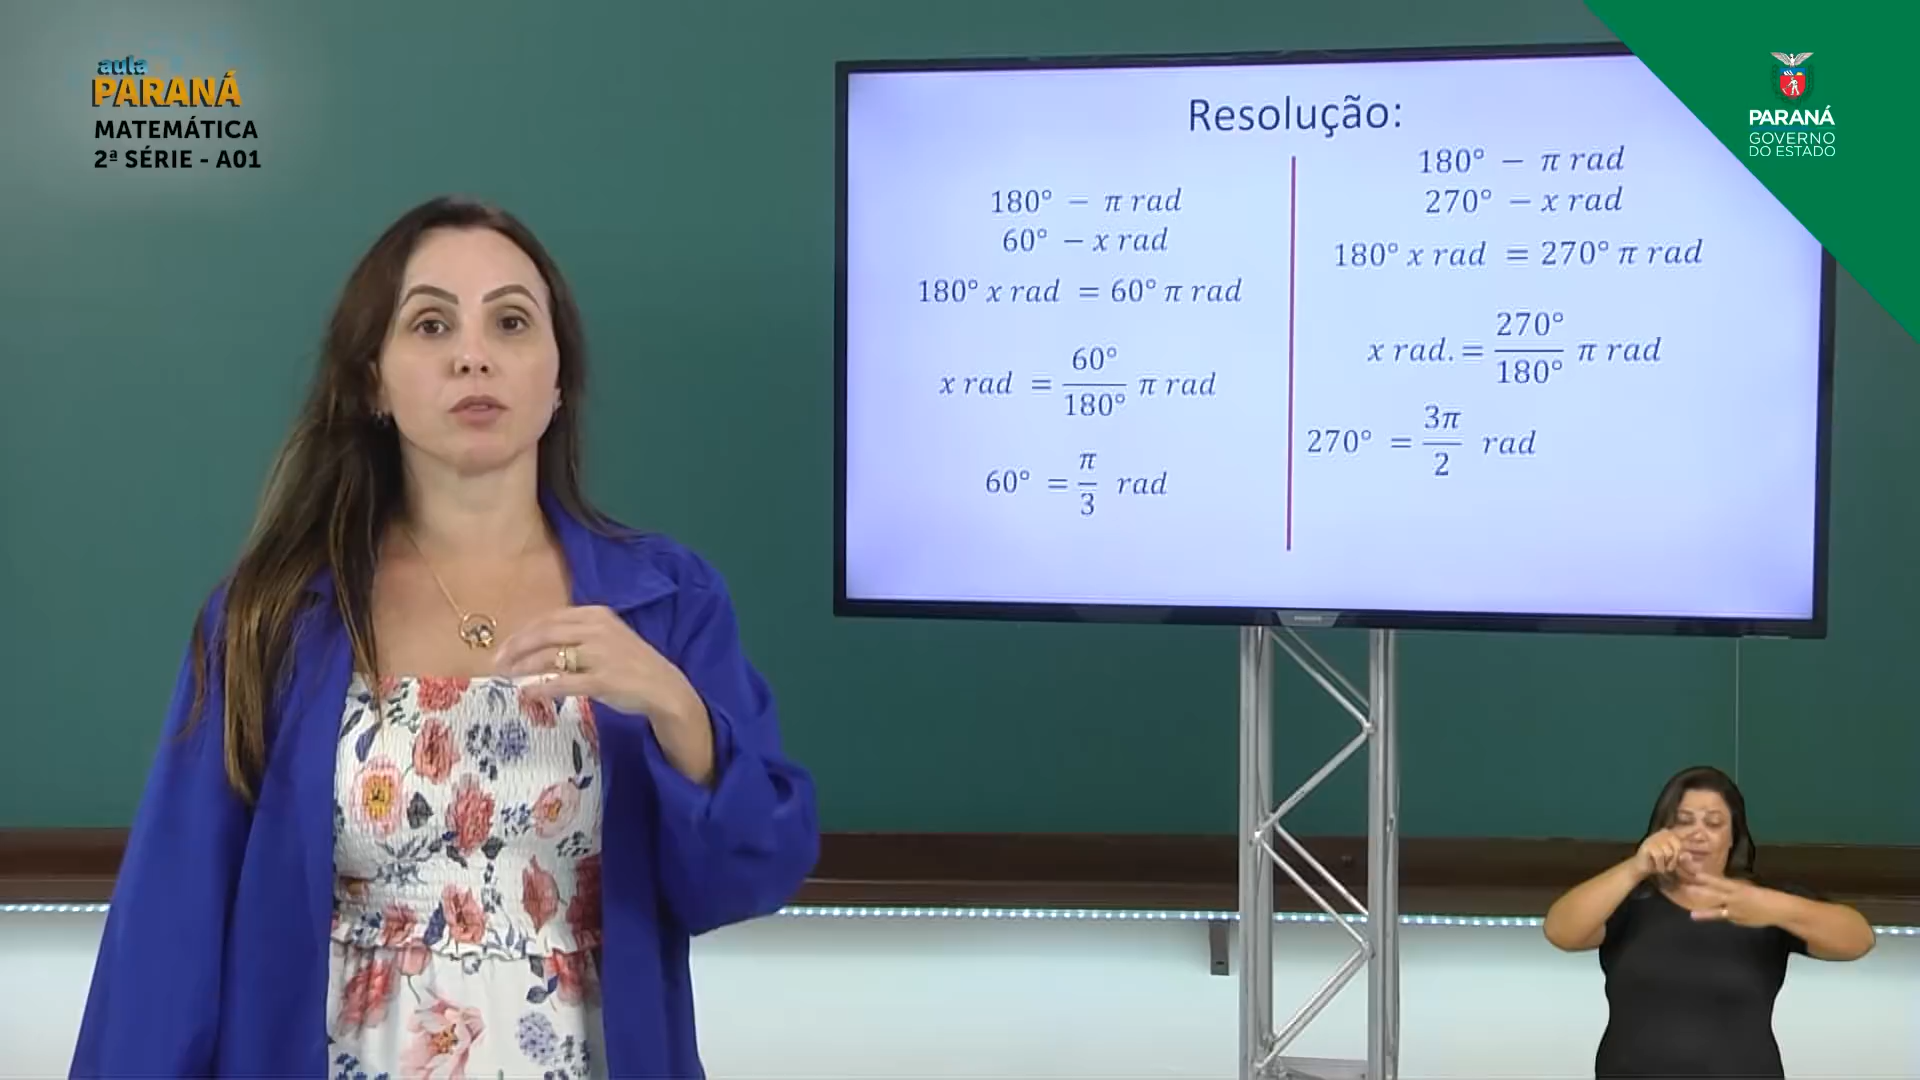 aula
PARANÁ
MATEMÁTICA
2ª SÉRIE - A01
Resolução:
180° − π rad
60° − x rad
180° x rad = 60° π rad
x rad = 60°/180° π rad
60° = π/3 rad
180° − π rad
270° − x rad
180° x rad = 270° π rad
x rad. = 270°/180° π rad
270° = 3π/2 rad
PARANÁ
GOVERNO
DO ESTADO